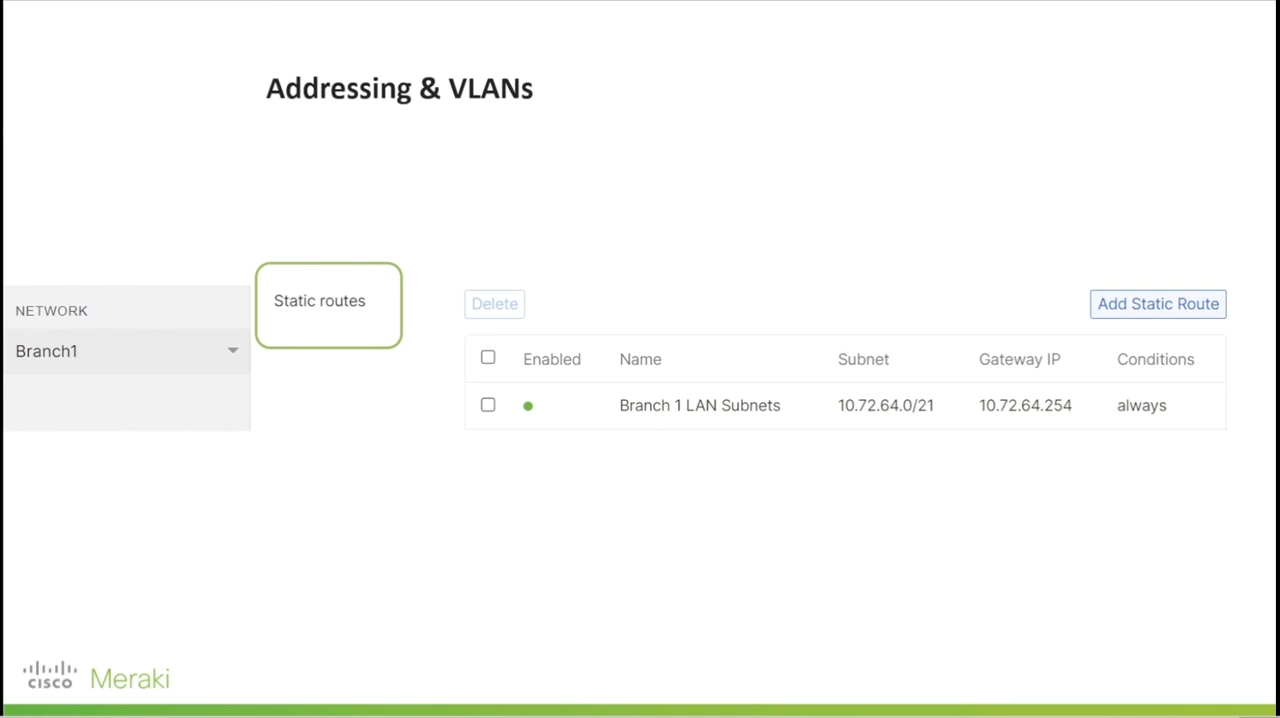 Addressing & VLANs
NETWORK
Branch1
Static routes
Delete
Add Static Route
Enabled Name Subnet Gateway IP Conditions
Branch 1 LAN Subnets 10.72.64.0/21 10.72.64.254 always
CISCO Meraki